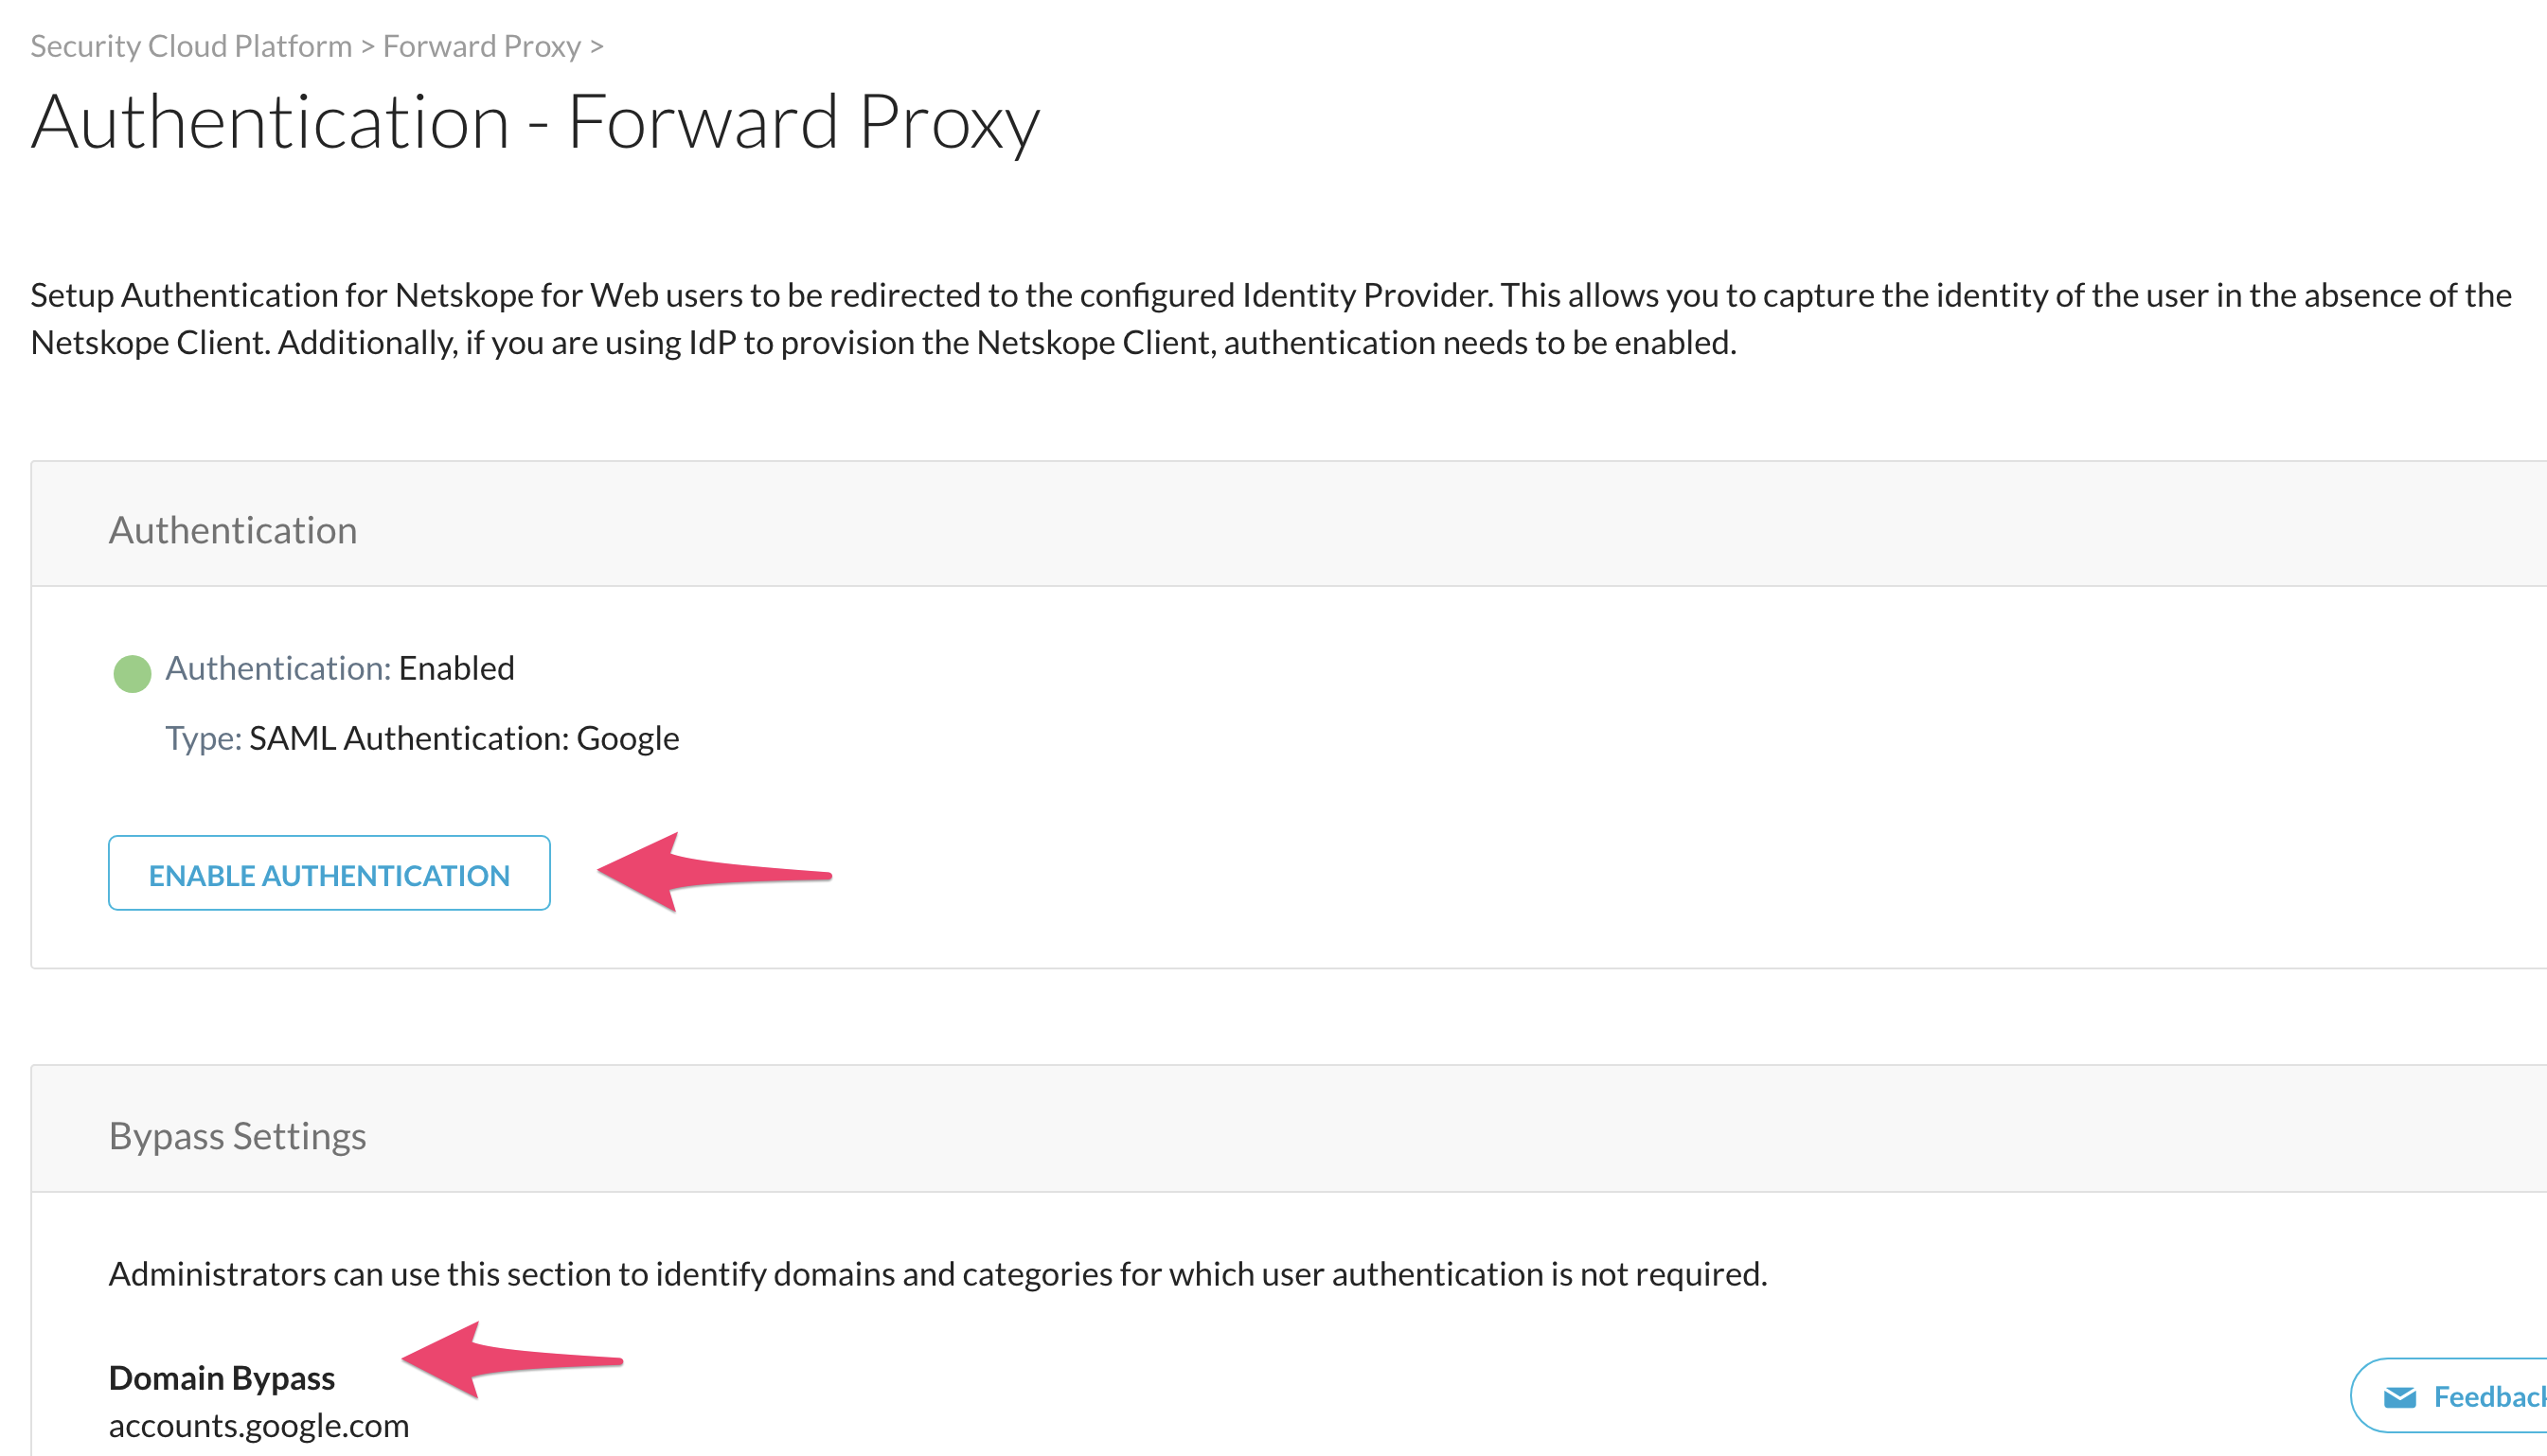 Security Cloud Platform > Forward Proxy >
Authentication - Forward Proxy
Setup Authentication for Netskope for Web users to be redirected to the configured Identity Provider. This allows you to capture the identity of the user in the absence of the
Netskope Client. Additionally, if you are using IdP to provision the Netskope Client, authentication needs to be enabled.
Authentication
Authentication: Enabled
Type: SAML Authentication: Google
ENABLE AUTHENTICATION
Bypass Settings
Administrators can use this section to identify domains and categories for which user authentication is not required.
Domain Bypass
accounts.google.com
Feedback